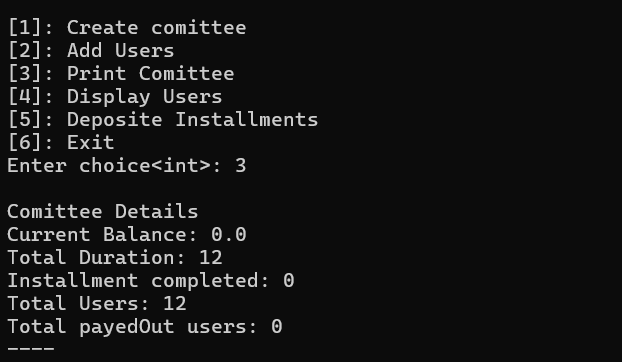 [1]: Create comittee
[2]: Add Users
[3]: Print Comittee
[4]: Display Users
[5]: Deposite Installments
[6]: Exit
Enter choice<int>: 3
Comittee Details
Current Balance: 0.0
Total Duration: 12
Installment completed: 0
Total Users: 12
Total payedOut users: 0
----